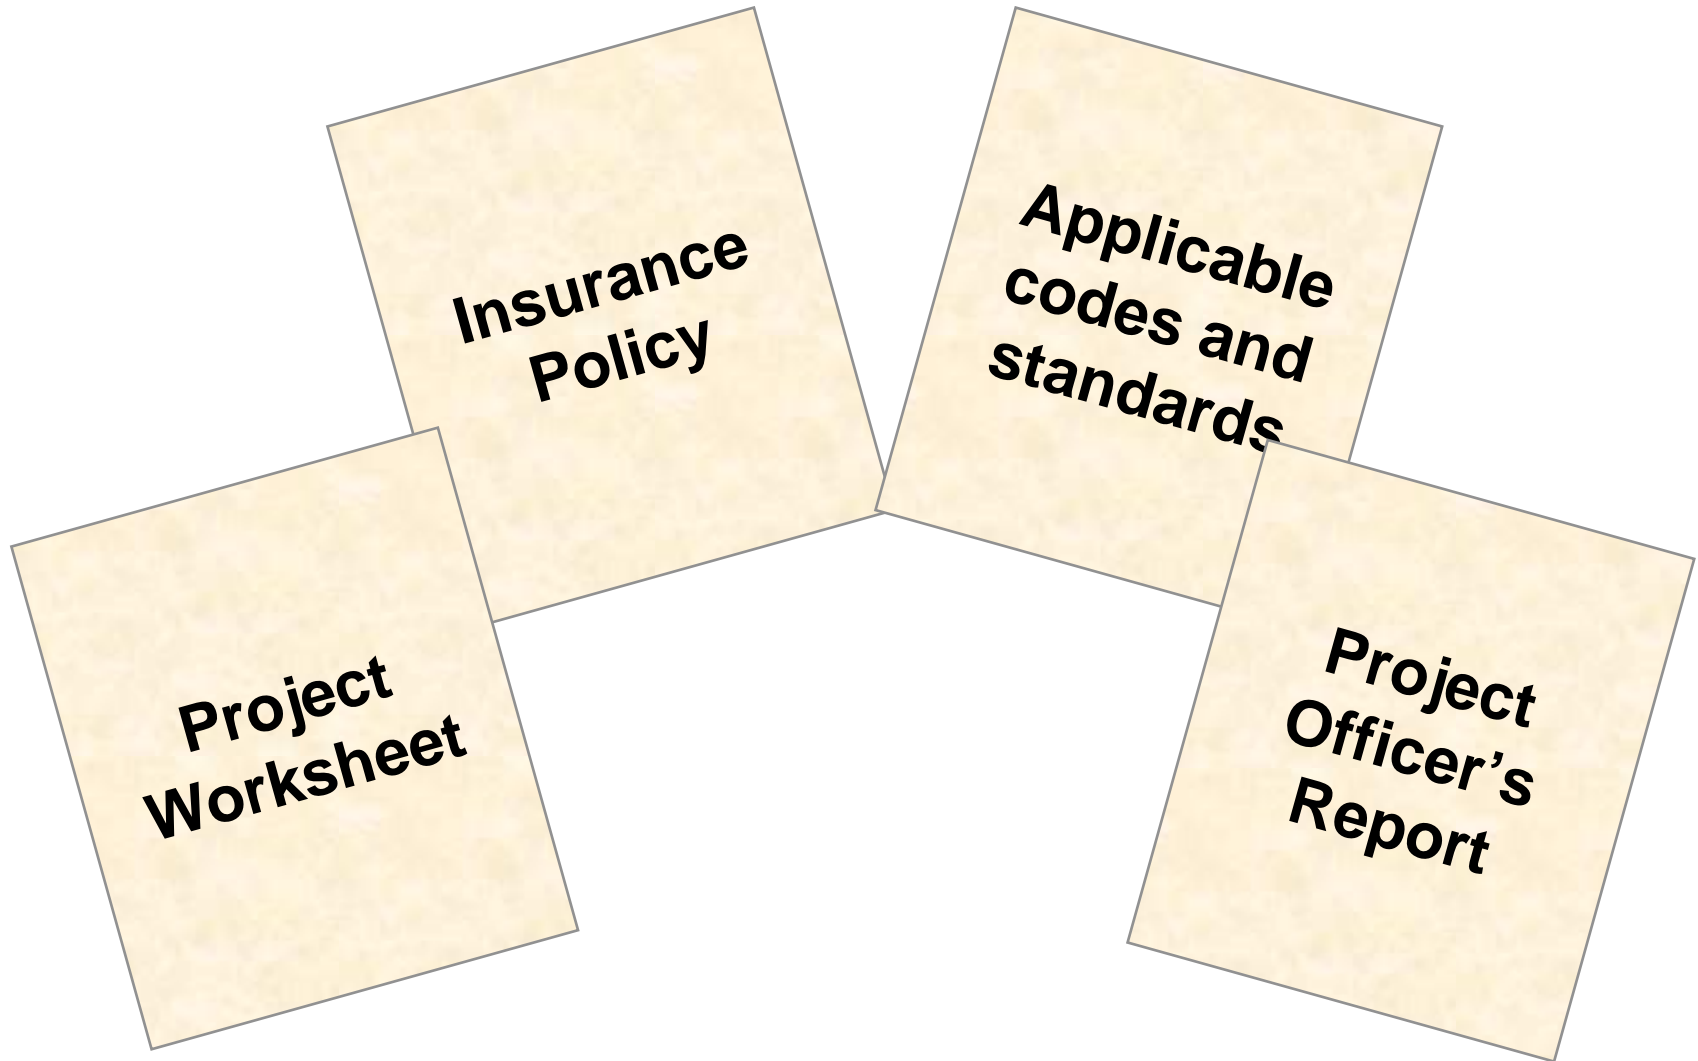 Insurance
Policy
Applicable
codes and
standards
Project
Worksheet
Project
Officer’s
Report